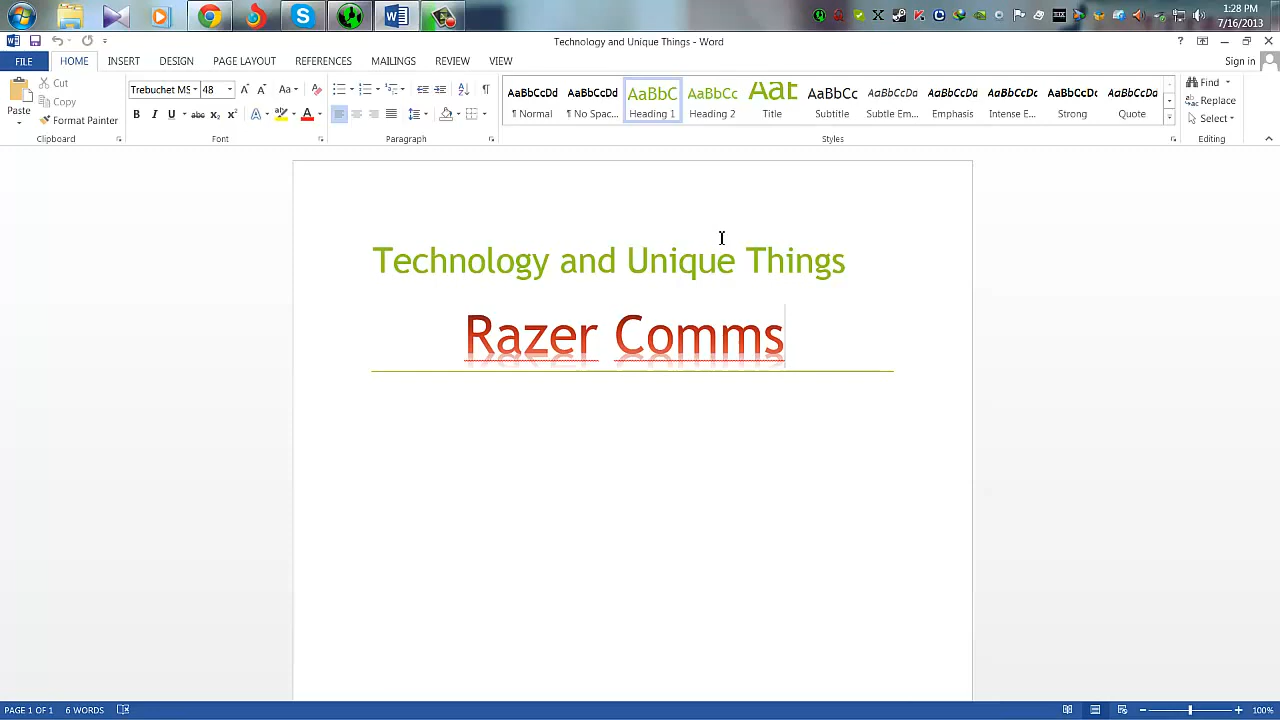 1:28 PM
7/16/2013
Technology and Unique Things - Word
FILE HOME INSERT DESIGN PAGE LAYOUT REFERENCES MAILINGS REVIEW VIEW Sign in
Paste
Cut
Copy
Format Painter
Clipboard
Trebuchet MS 48
Font
Paragraph
AaBbCcDd AaBbCcDd AaBbC AaBbCc AaB AaBbCc AaBbCcDd AaBbCcDd AaBbCcDc AaBbCcDc AaBbCcDd
¶ Normal ¶ No Spac... Heading 1 Heading 2 Title Subtitle Subtle Em... Emphasis Intense E... Strong Quote
Styles
Find
Replace
Select
Editing
Technology and Unique Things
Razer Comms
PAGE 1 OF 1 6 WORDS 100%